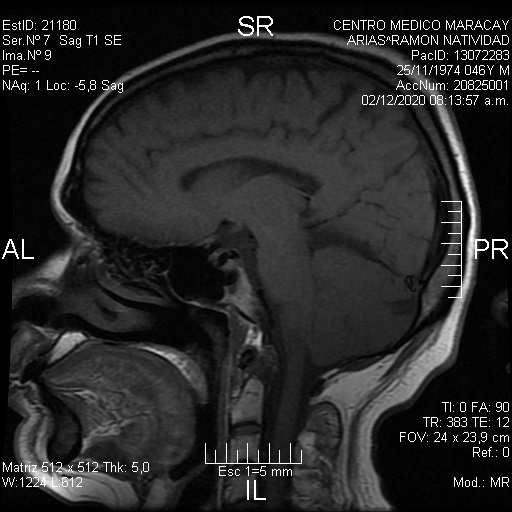 EstID: 21180
Ser.Nº 7 Sag T1 SE
Ima.Nº 9
PE= --
NAq: 1 Loc: -5,8 Sag
SR
CENTRO MEDICO MARACAY
ARIAS^RAMON NATIVIDAD
PacID: 13072283
25/11/1974 046Y M
AccNum: 20825001
02/12/2020 08:13:57 a.m.
AL
PR
TI: 0 FA: 90
TR: 383 TE: 12
FOV: 24 x 23,9 cm
Ref.: 0
Mod.: MR
Matriz 512 x 512 Thk: 5,0
W:1224 L:612
Esc 1=5 mm
IL